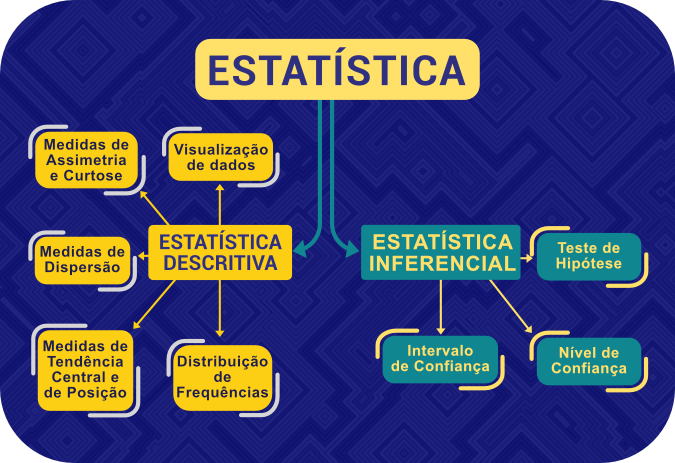 ESTATÍSTICA
Medidas de
Assimetria
e Curtose
Visualização
de dados
ESTATÍSTICA
DESCRITIVA
ESTATÍSTICA
INFERENCIAL
Teste de
Hipótese
Medidas de
Dispersão
Medidas de
Tendência
Central e
de Posição
Distribuição
de
Frequências
Intervalo
de Confiança
Nível de
Confiança